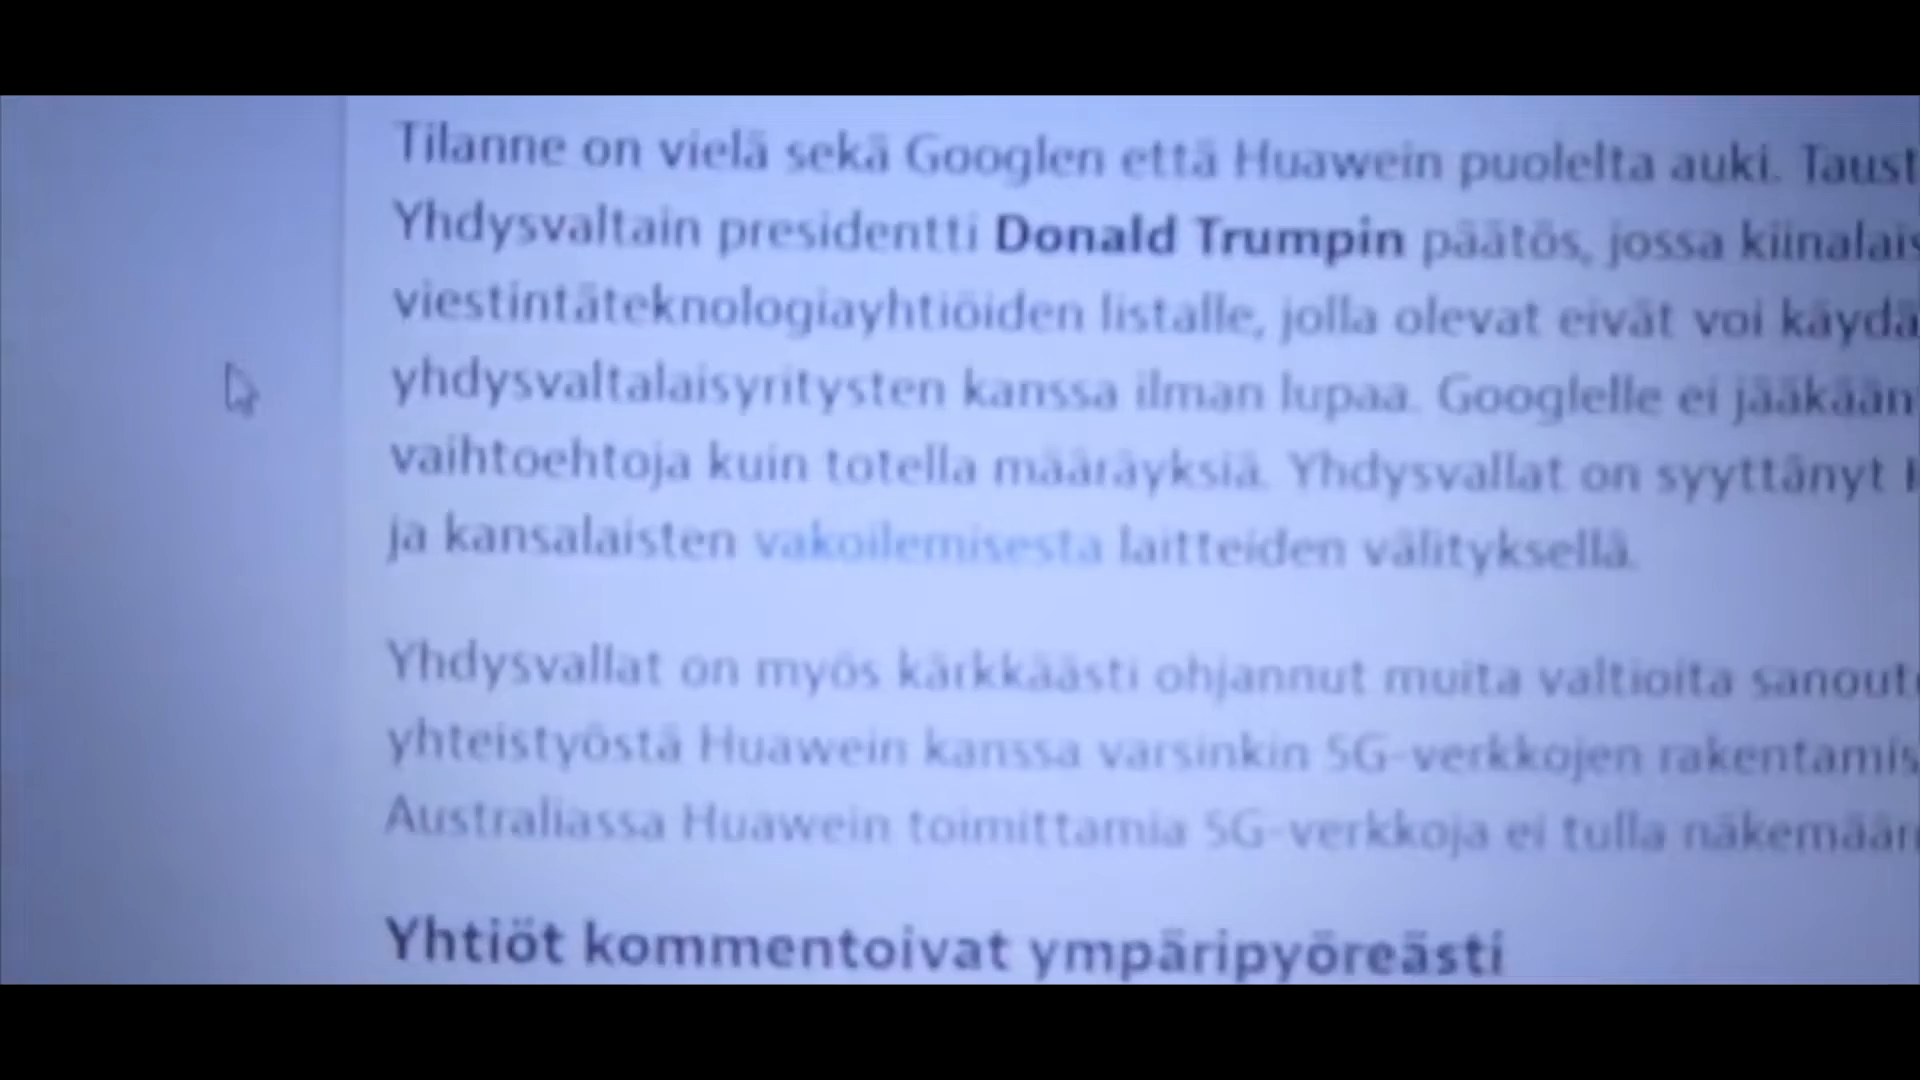 Tilanne on vielä sekä Googlen että Huawein puolelta auki. Taust
Yhdysvaltain presidentti Donald Trumpin päätös, jossa kiinalais
viestintäteknologiayhtiöiden listalle, jolla olevat eivät voi käydä
yhdysvaltalaisyritysten kanssa ilman lupaa. Googlelle ei jääkään
vaihtoehtoja kuin totella määräyksiä. Yhdysvallat on syyttänyt
ja kansalaisten vakoilemisesta laitteiden välityksellä.
Yhdysvallat on myös kärkkäästi ohjannut muita valtioita sanoutu
yhteistyöstä Huawein kanssa varsinkin 5G-verkkojen rakentamis
Australiassa Huawein toimittamia 5G-verkkoja ei tulla näkemään
Yhtiöt kommentoivat ympäripyöreästi